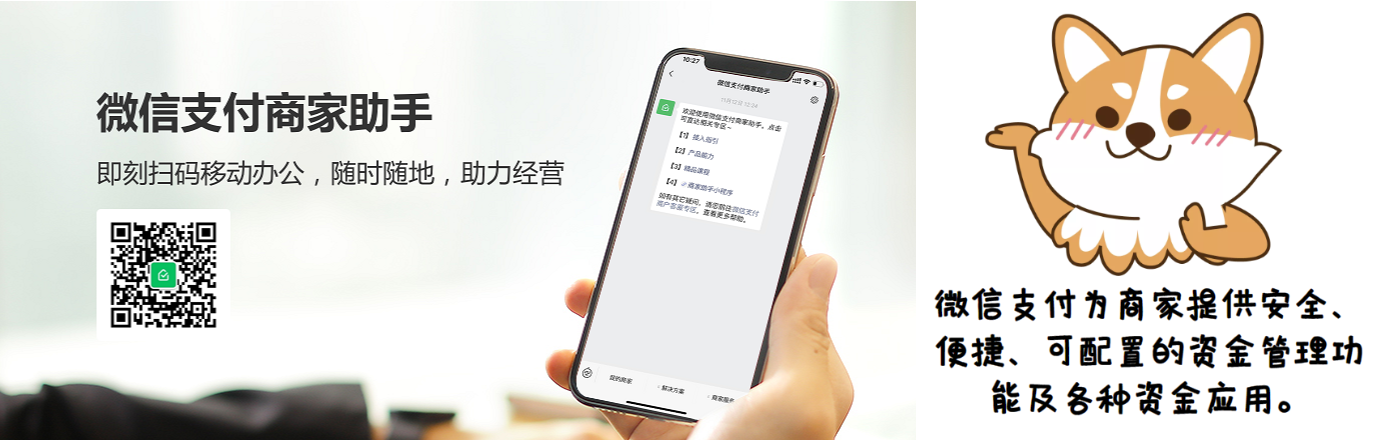 微信支付商家助手
即刻扫码移动办公，随时随地，助力经营
10:27
微信支付商家助手
欢迎使用微信支付商家助手，点击
可直达相关专区~
【1】接入指引
【2】产品能力
【3】精品课程
【4】商家助手小程序
如有其它疑问，请您前往微信支付
商户客服专区，查看更多帮助。
我的商家
解决方案
商家服务
微信支付为商家提供安全、
便捷、可配置的资金管理功
能及各种资金应用。